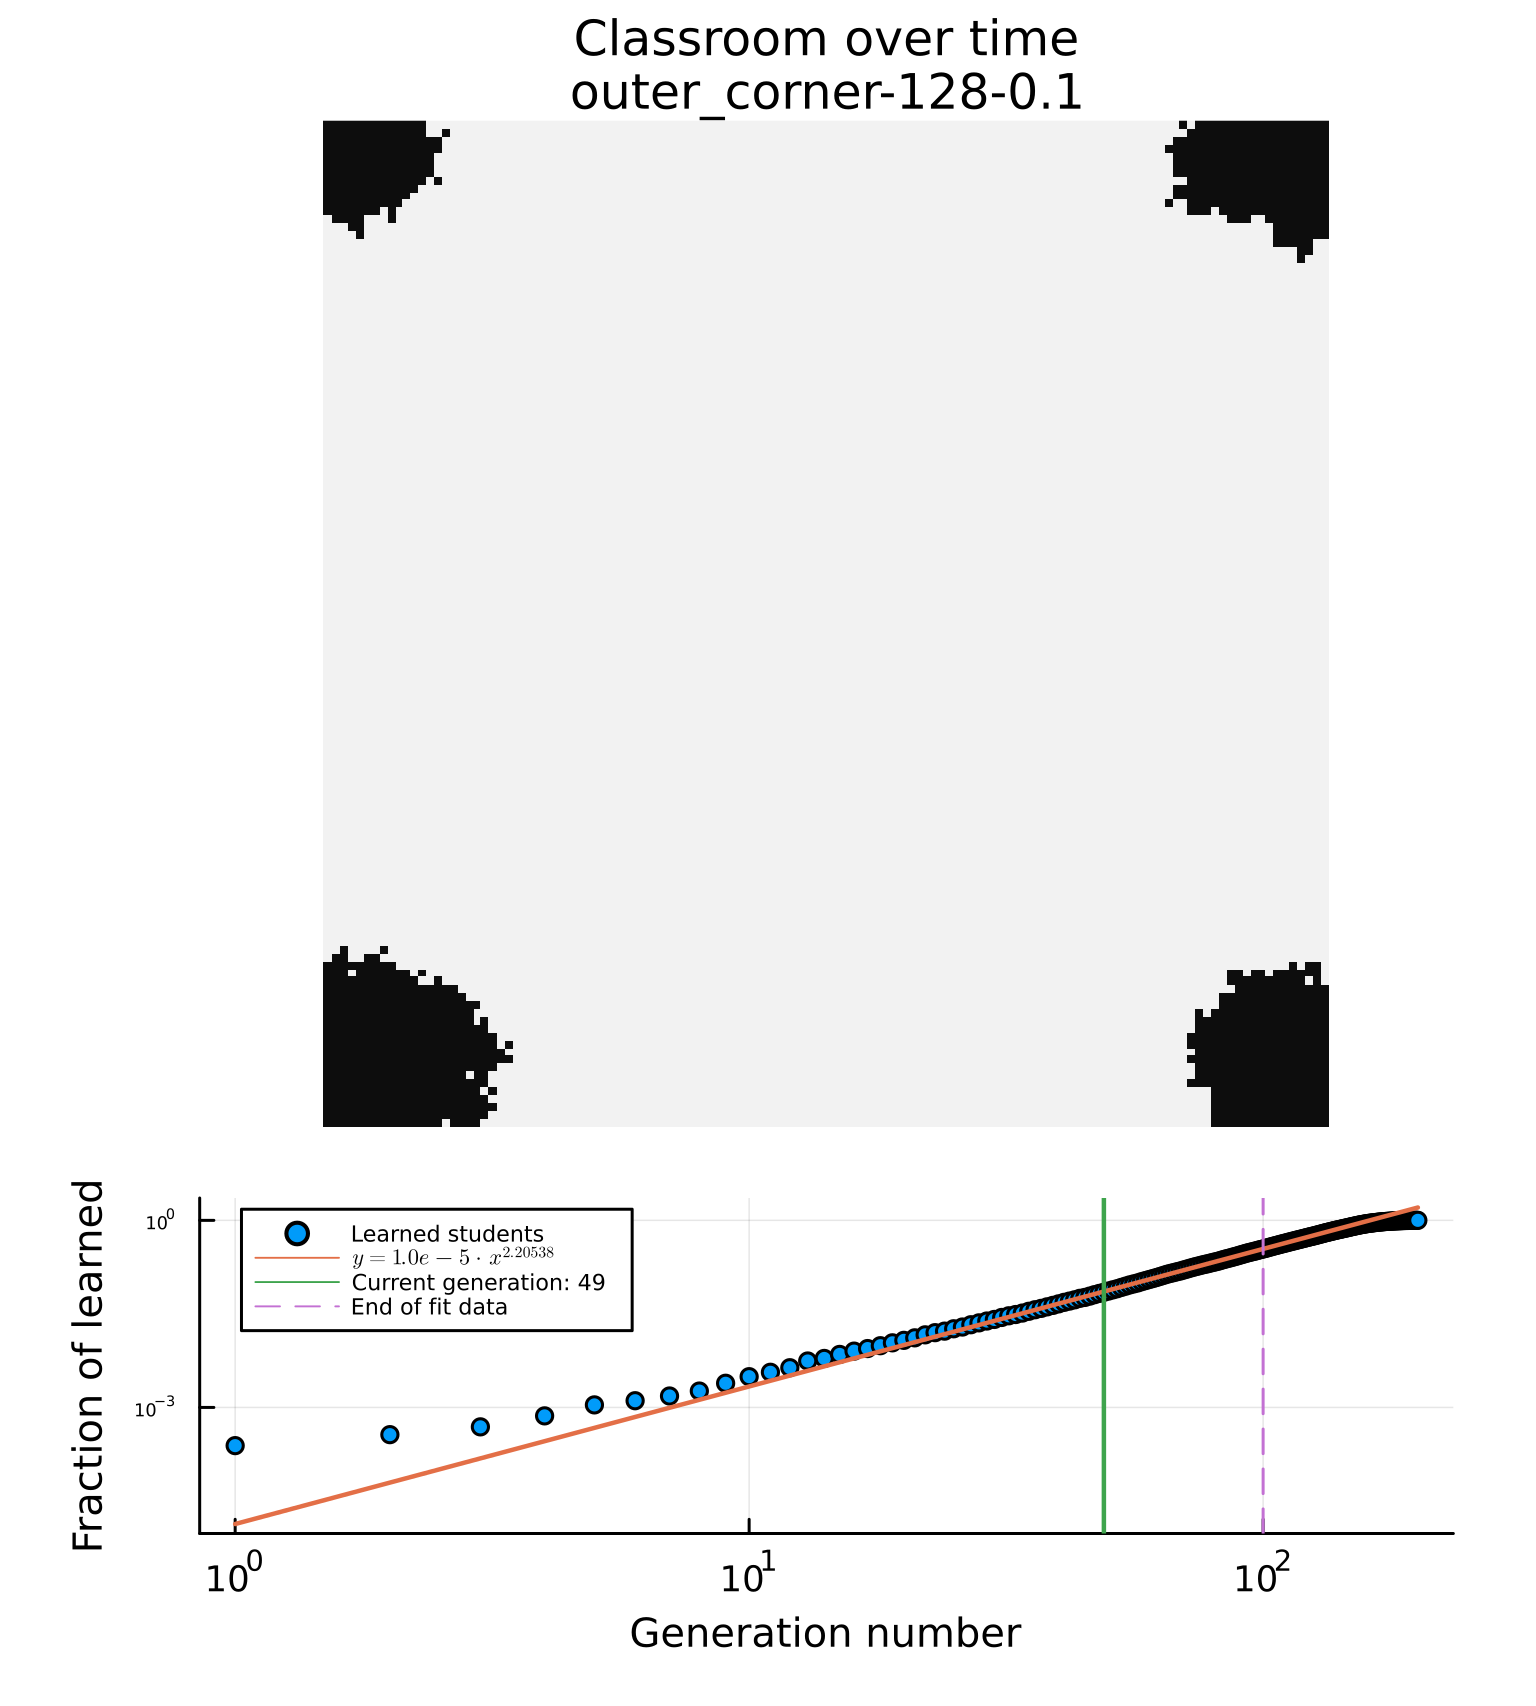 Classroom over time
outer_corner-128-0.1
Fraction of learned
10^0
10^-3
Learned students
y = 1.0e - 5 · x^2.20538
Current generation: 49
End of fit data
10^0 10^1 10^2
Generation number